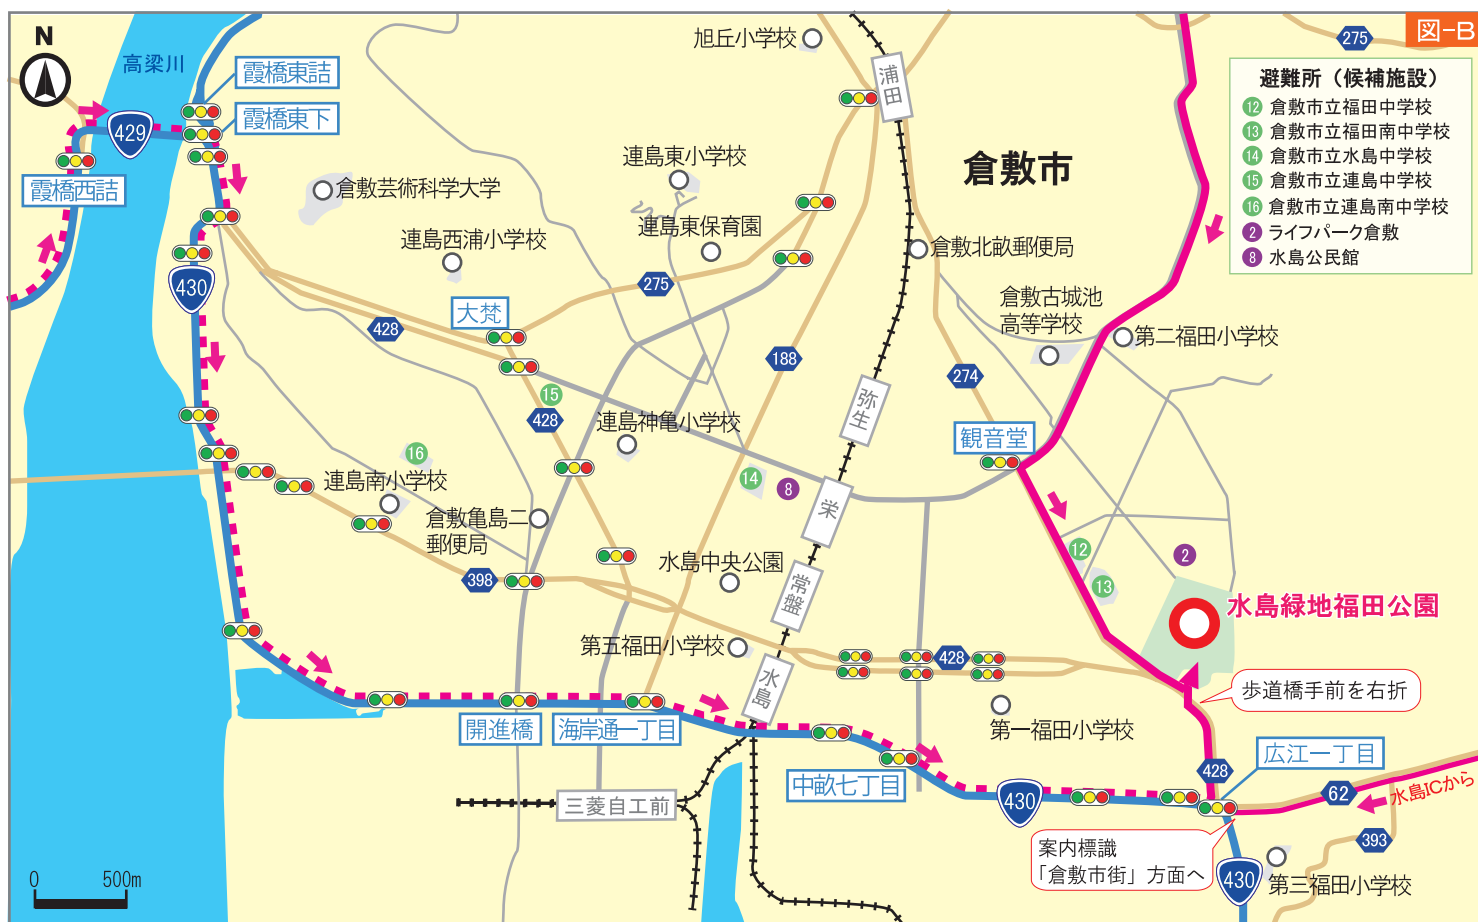 図-B
N
高梁川
霞橋東詰
霞橋東下
429
霞橋西詰
430
旭丘小学校
浦田
275
避難所（候補施設）
12 倉敷市立福田中学校
13 倉敷市立福田南中学校
14 倉敷市立水島中学校
15 倉敷市立連島中学校
16 倉敷市立連島南中学校
2 ライフパーク倉敷
8 水島公民館
倉敷市
倉敷芸術科学大学
連島東小学校
連島西浦小学校
連島東保育園
倉敷北畝郵便局
275
大梵
428
倉敷古城池
高等学校
第二福田小学校
188
274
15
428
弥生
連島神亀小学校
観音堂
16
連島南小学校
14
8
栄
倉敷亀島二
郵便局
12
2
13
398
水島中央公園
常盤
水島緑地福田公園
第五福田小学校
水島
428
歩道橋手前を右折
開進橋
海岸通一丁目
第一福田小学校
中畝七丁目
広江一丁目
428
430
62
水島ICから
三菱自工前
案内標識
「倉敷市街」方面へ
393
430
第三福田小学校
0 500m